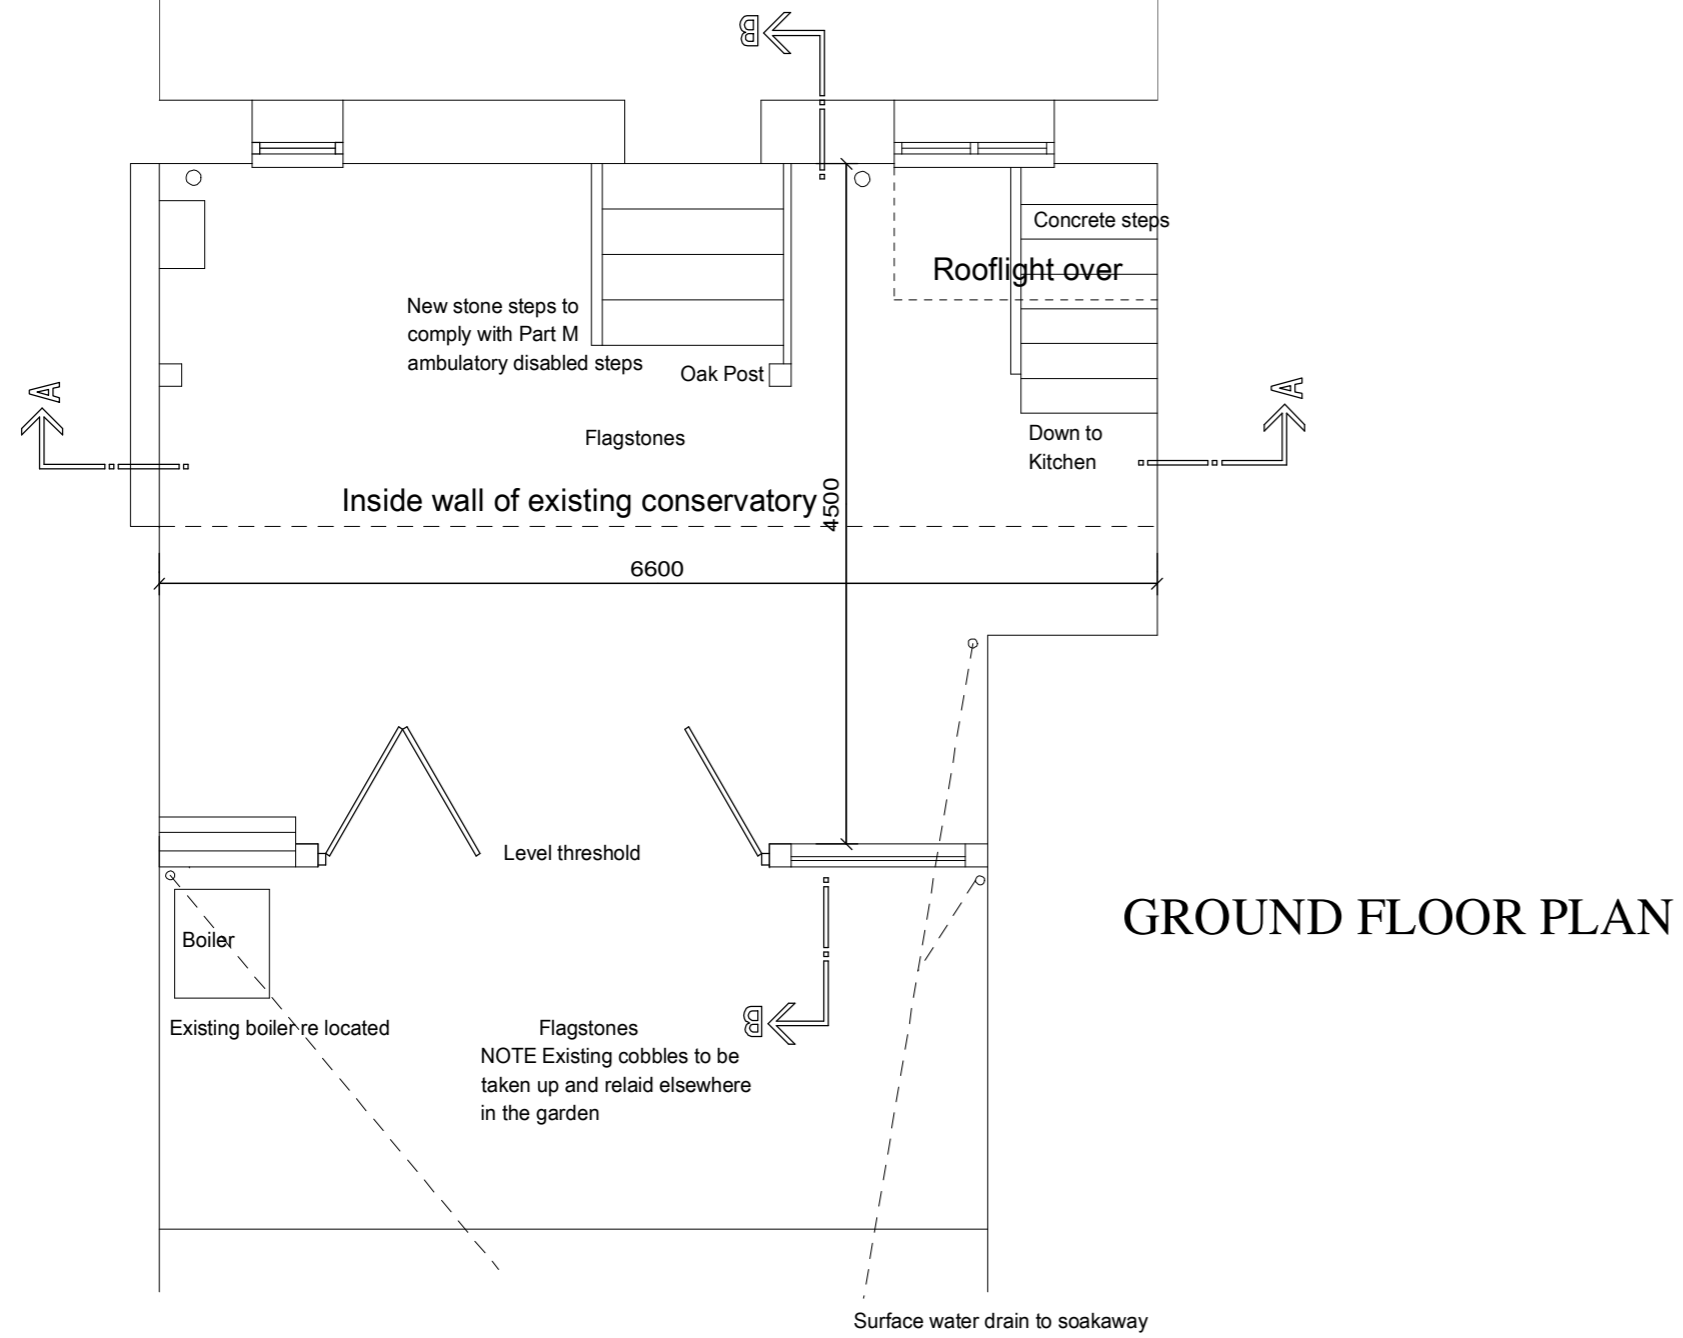 B
Concrete steps
Rooflight over
New stone steps to
comply with Part M
ambulatory disabled steps
Oak Post
A
A
Flagstones
Down to
Kitchen
Inside wall of existing conservatory
4500
6600
Level threshold
GROUND FLOOR PLAN
Boiler
Existing boiler re located
B
Flagstones
NOTE Existing cobbles to be
taken up and relaid elsewhere
in the garden
Surface water drain to soakaway